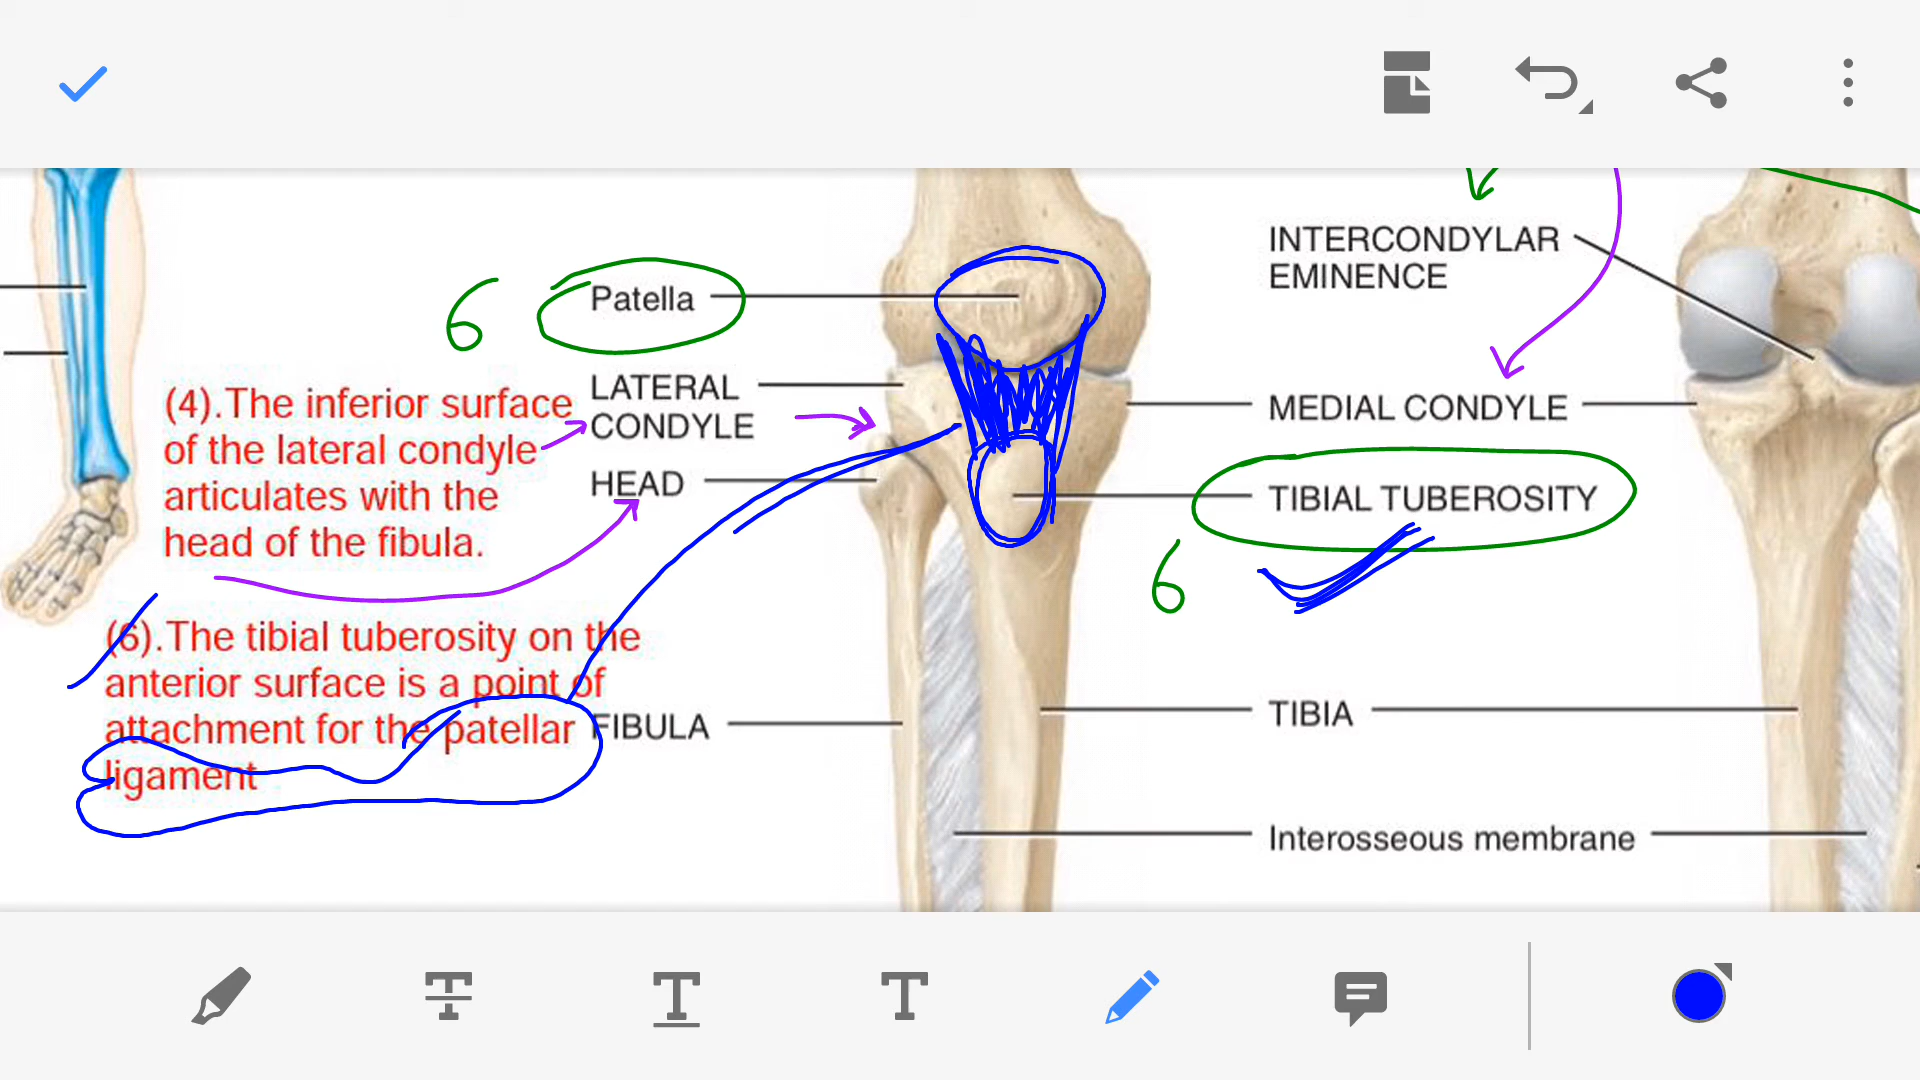 INTERCONDYLAR
EMINENCE
6
Patella
LATERAL
CONDYLE
(4).The inferior surface
of the lateral condyle
articulates with the
head of the fibula.
MEDIAL CONDYLE
HEAD
TIBIAL TUBEROSITY
6
(6).The tibial tuberosity on the
anterior surface is a point of
attachment for the patellar
ligament
FIBULA
TIBIA
Interosseous membrane